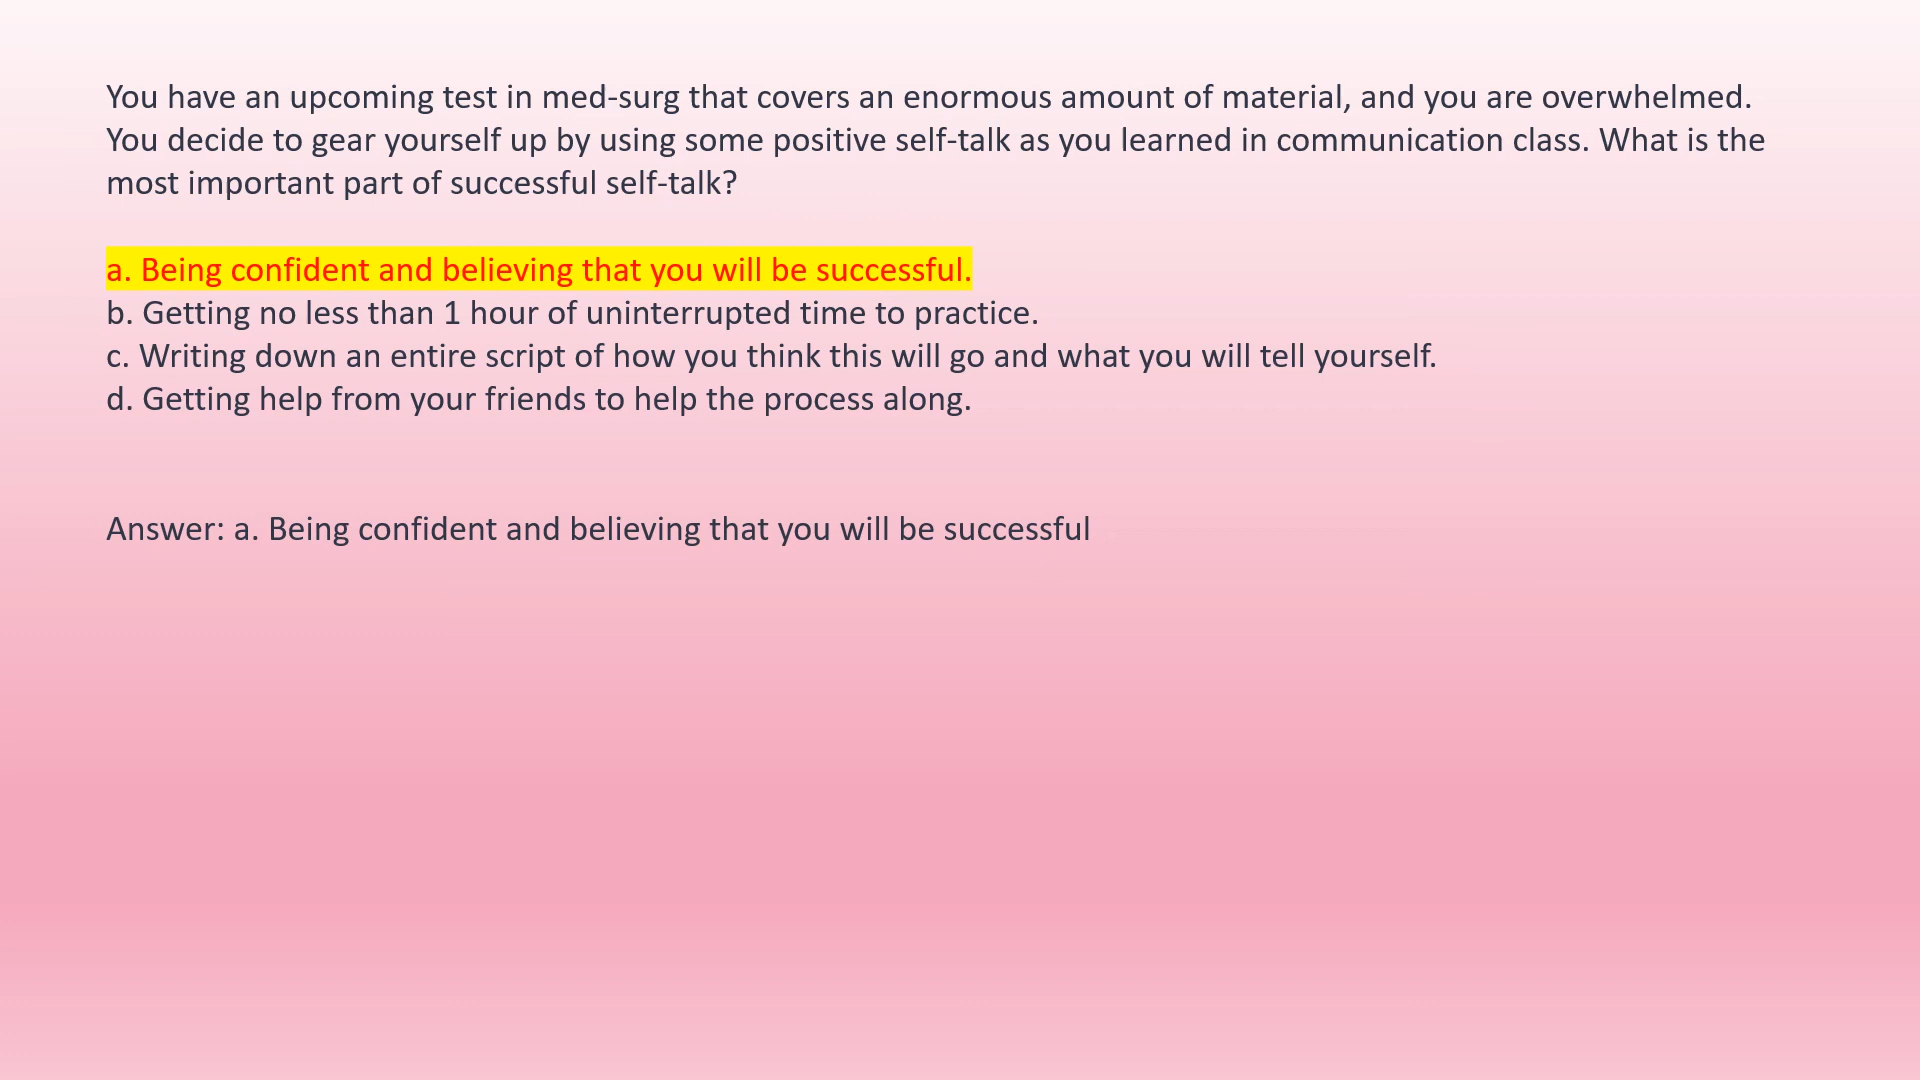 You have an upcoming test in med-surg that covers an enormous amount of material, and you are overwhelmed.
You decide to gear yourself up by using some positive self-talk as you learned in communication class. What is the
most important part of successful self-talk?
a. Being confident and believing that you will be successful.
b. Getting no less than 1 hour of uninterrupted time to practice.
c. Writing down an entire script of how you think this will go and what you will tell yourself.
d. Getting help from your friends to help the process along.
Answer: a. Being confident and believing that you will be successful